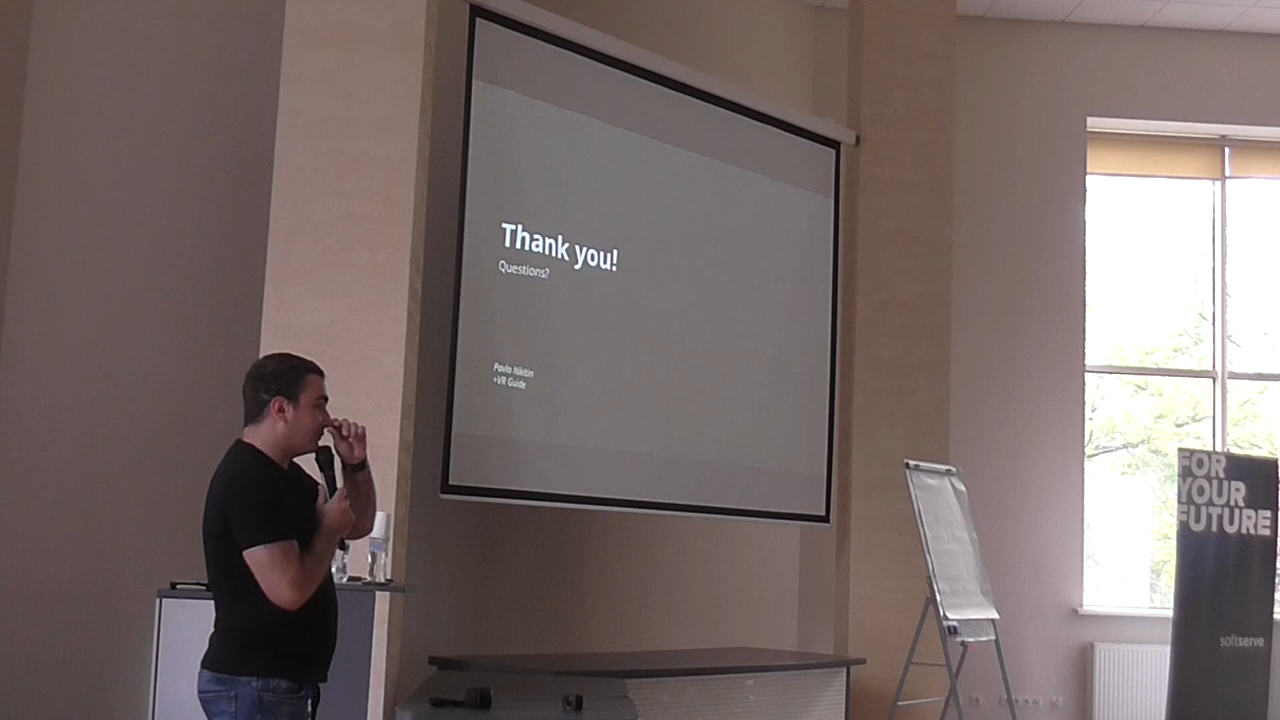 Thank you!
Questions?
Pavlo Nikitin
+VR Guide
FOR
YOUR
FUTURE
softserve